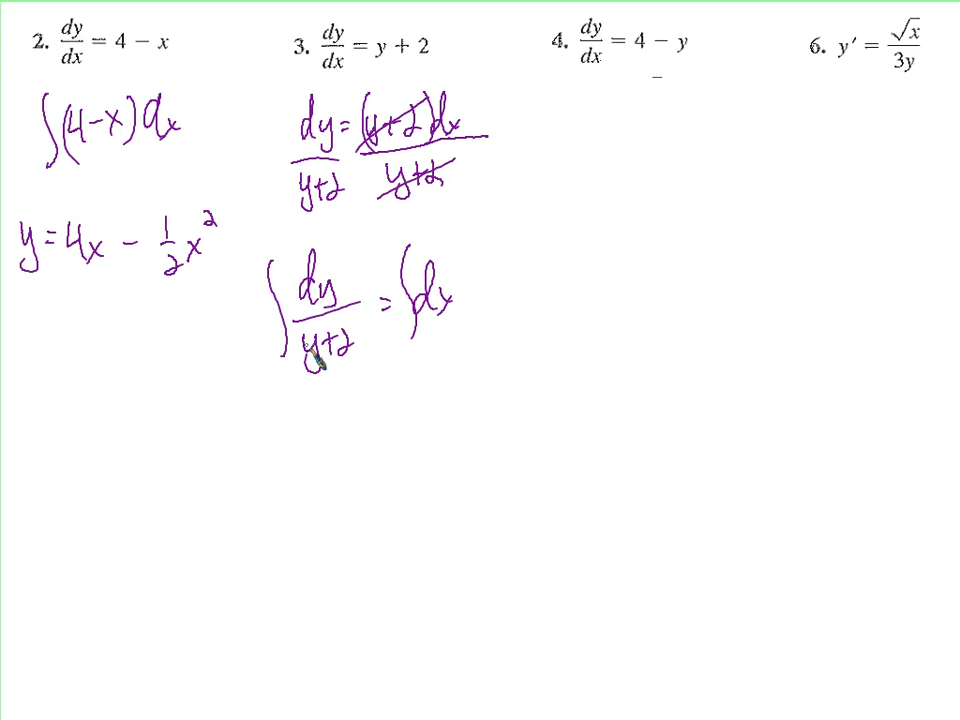 2. dy/dx = 4 − x
3. dy/dx = y + 2
4. dy/dx = 4 − y
6. y′ = √x/3y
∫(4-x)dx
y = 4x - 1/2 x²
dy/y+2 = (y+2)dx/y+2
∫ dy/y+2 = ∫dx